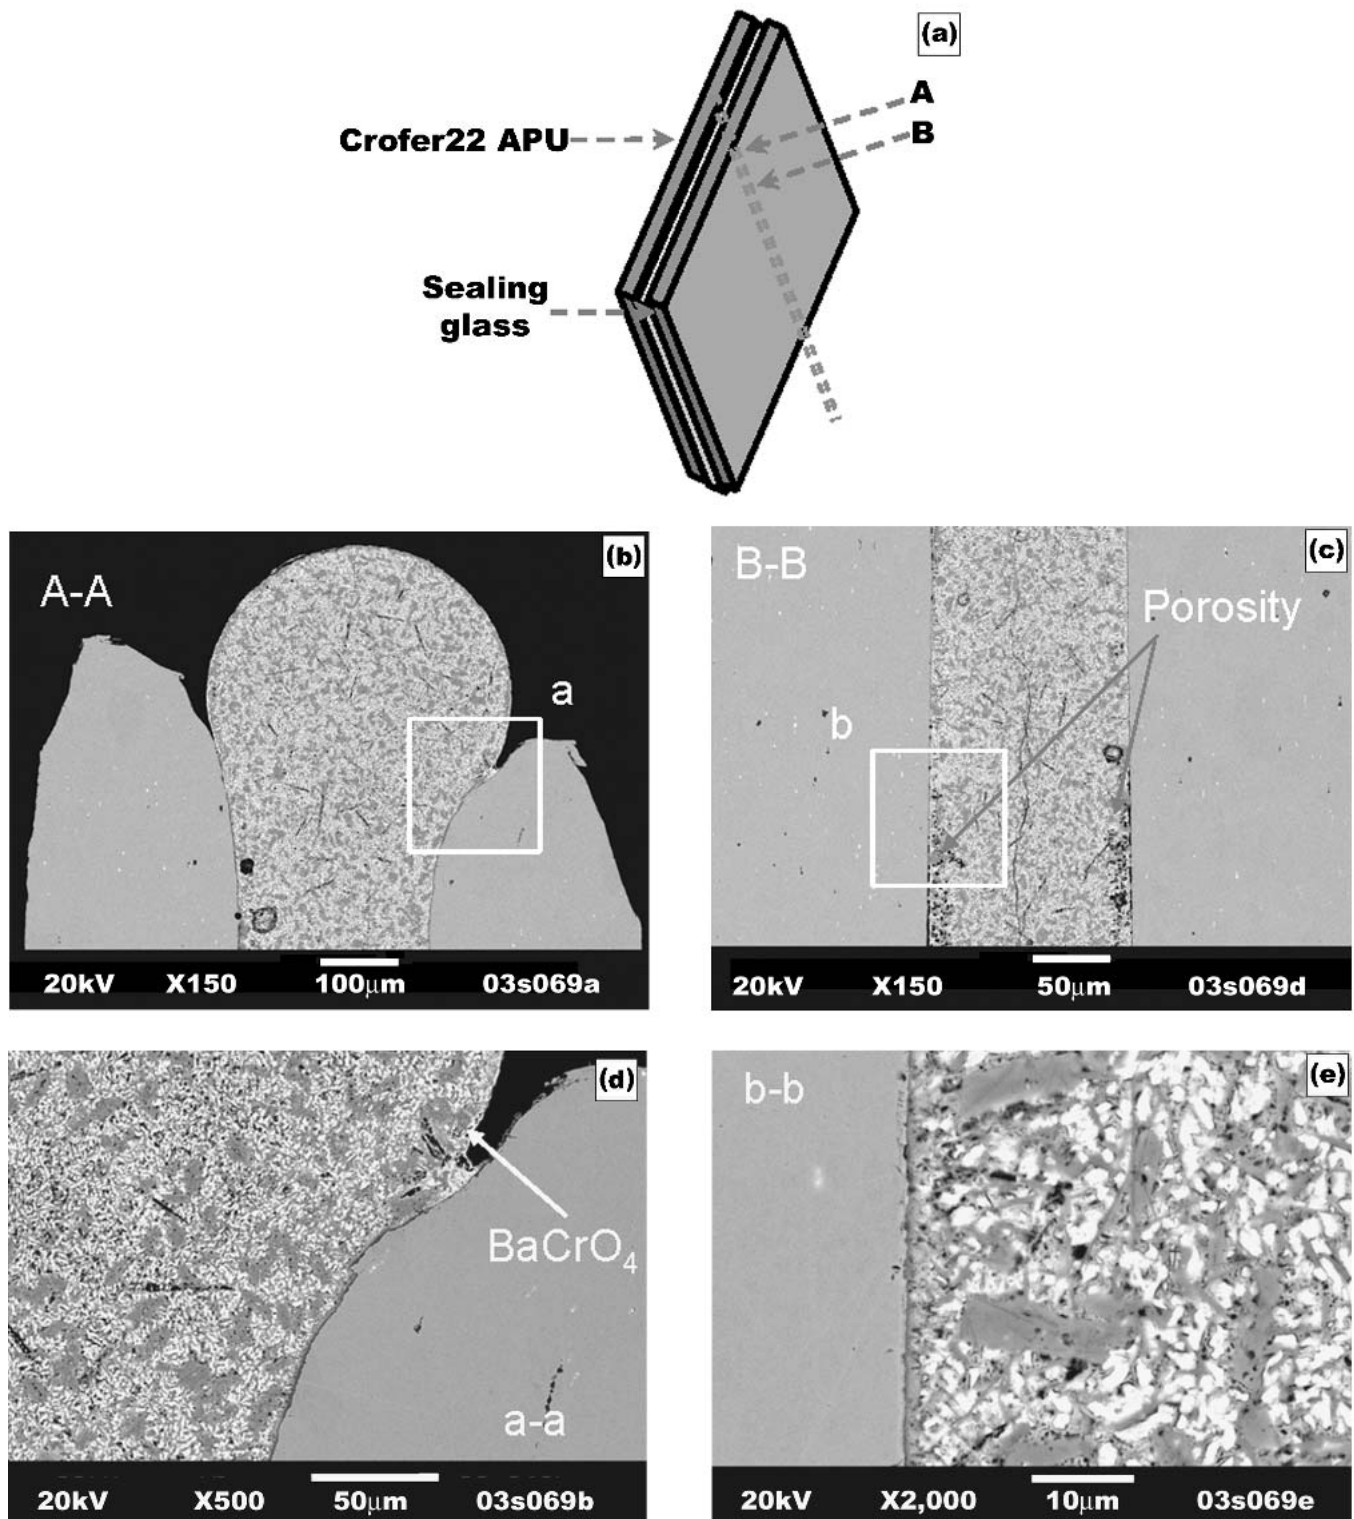 (a)
A
Crofer22 APU
B
Sealing
glass
(b)
A-A
a
20kV X150 100μm 03s069a
(c)
B-B
Porosity
b
20kV X150 50μm 03s069d
(d)
BaCrO₄
a-a
20kV X500 50μm 03s069b
(e)
b-b
20kV X2,000 10μm 03s069e